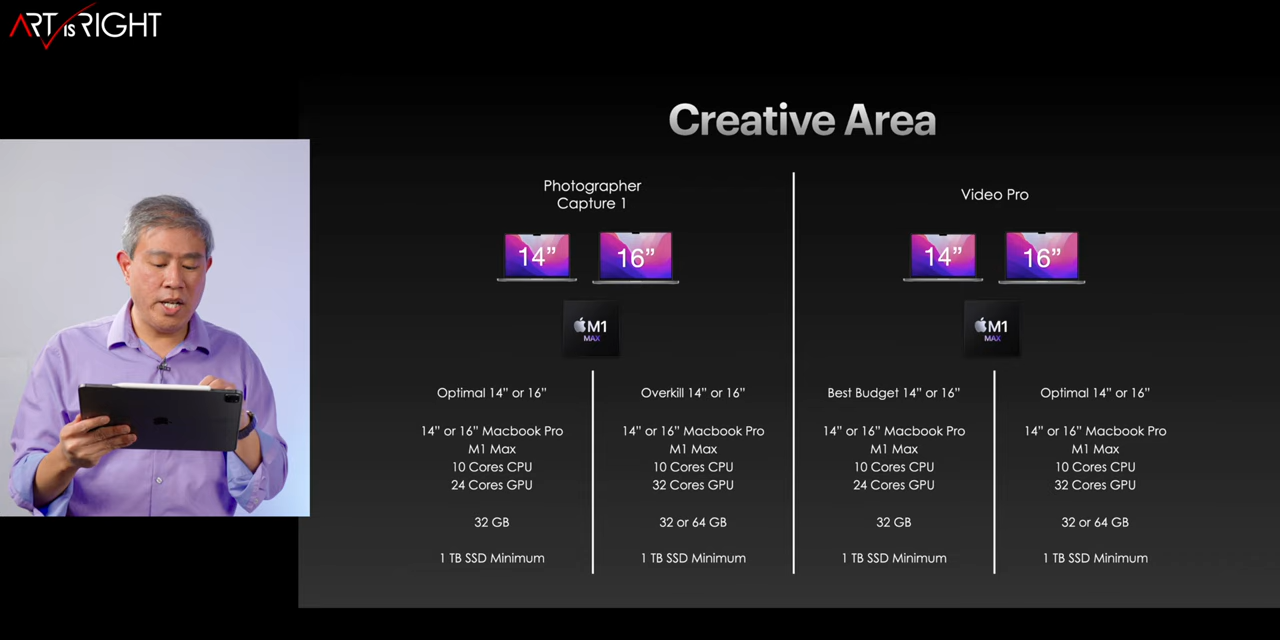 ART IS RIGHT
Creative Area
Photographer
Capture 1
14” 16”
M1
MAX
Optimal 14” or 16”
14” or 16” Macbook Pro
M1 Max
10 Cores CPU
24 Cores GPU
32 GB
1 TB SSD Minimum
Overkill 14” or 16”
14” or 16” Macbook Pro
M1 Max
10 Cores CPU
32 Cores GPU
32 or 64 GB
1 TB SSD Minimum
Video Pro
14” 16”
M1
MAX
Best Budget 14” or 16”
14” or 16” Macbook Pro
M1 Max
10 Cores CPU
24 Cores GPU
32 GB
1 TB SSD Minimum
Optimal 14” or 16”
14” or 16” Macbook Pro
M1 Max
10 Cores CPU
32 Cores GPU
32 or 64 GB
1 TB SSD Minimum